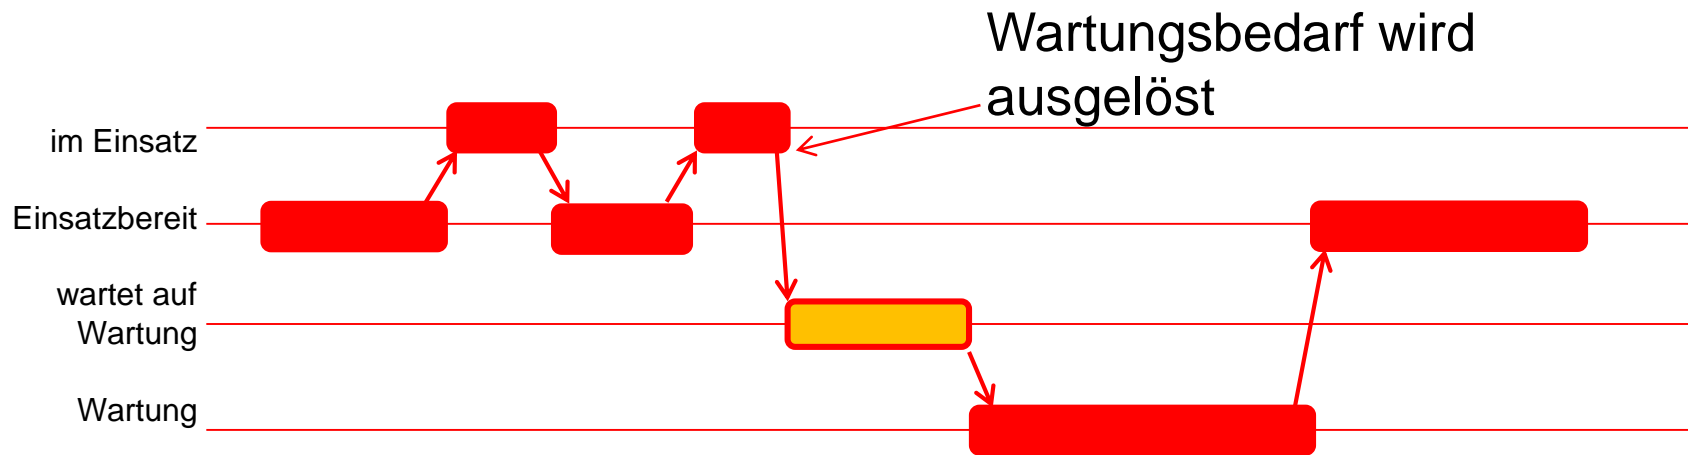 Wartungsbedarf wird
ausgelöst
im Einsatz
Einsatzbereit
wartet auf
Wartung
Wartung